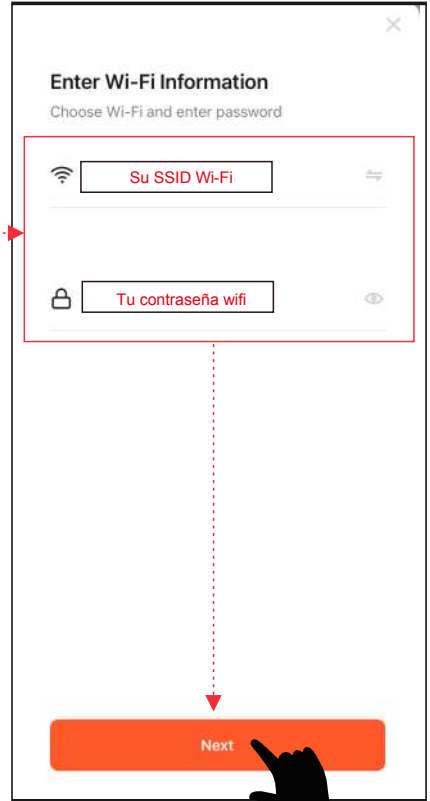 Enter Wi-Fi Information
Choose Wi-Fi and enter password
Su SSID Wi-Fi
Tu contraseña wifi
Next